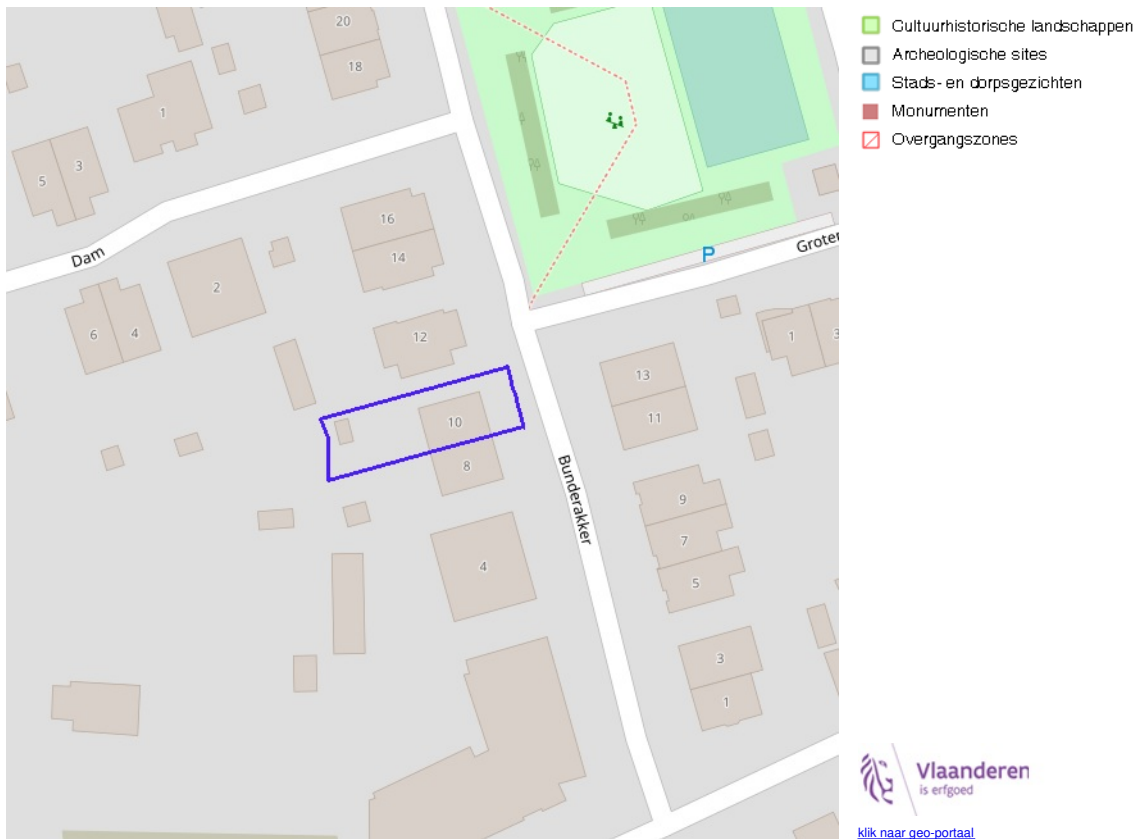 20
18
1
3
5
16
14
Dam
2
P
Groter
6
4
12
1
3
13
11
10
8
Bunderakker
9
7
4
5
3
1
Cultuurhistorische landschappen
Archeologische sites
Stads- en dorpsgezichten
Monumenten
Overgangszones
Vlaanderen
is erfgoed
klik naar geo-portaal